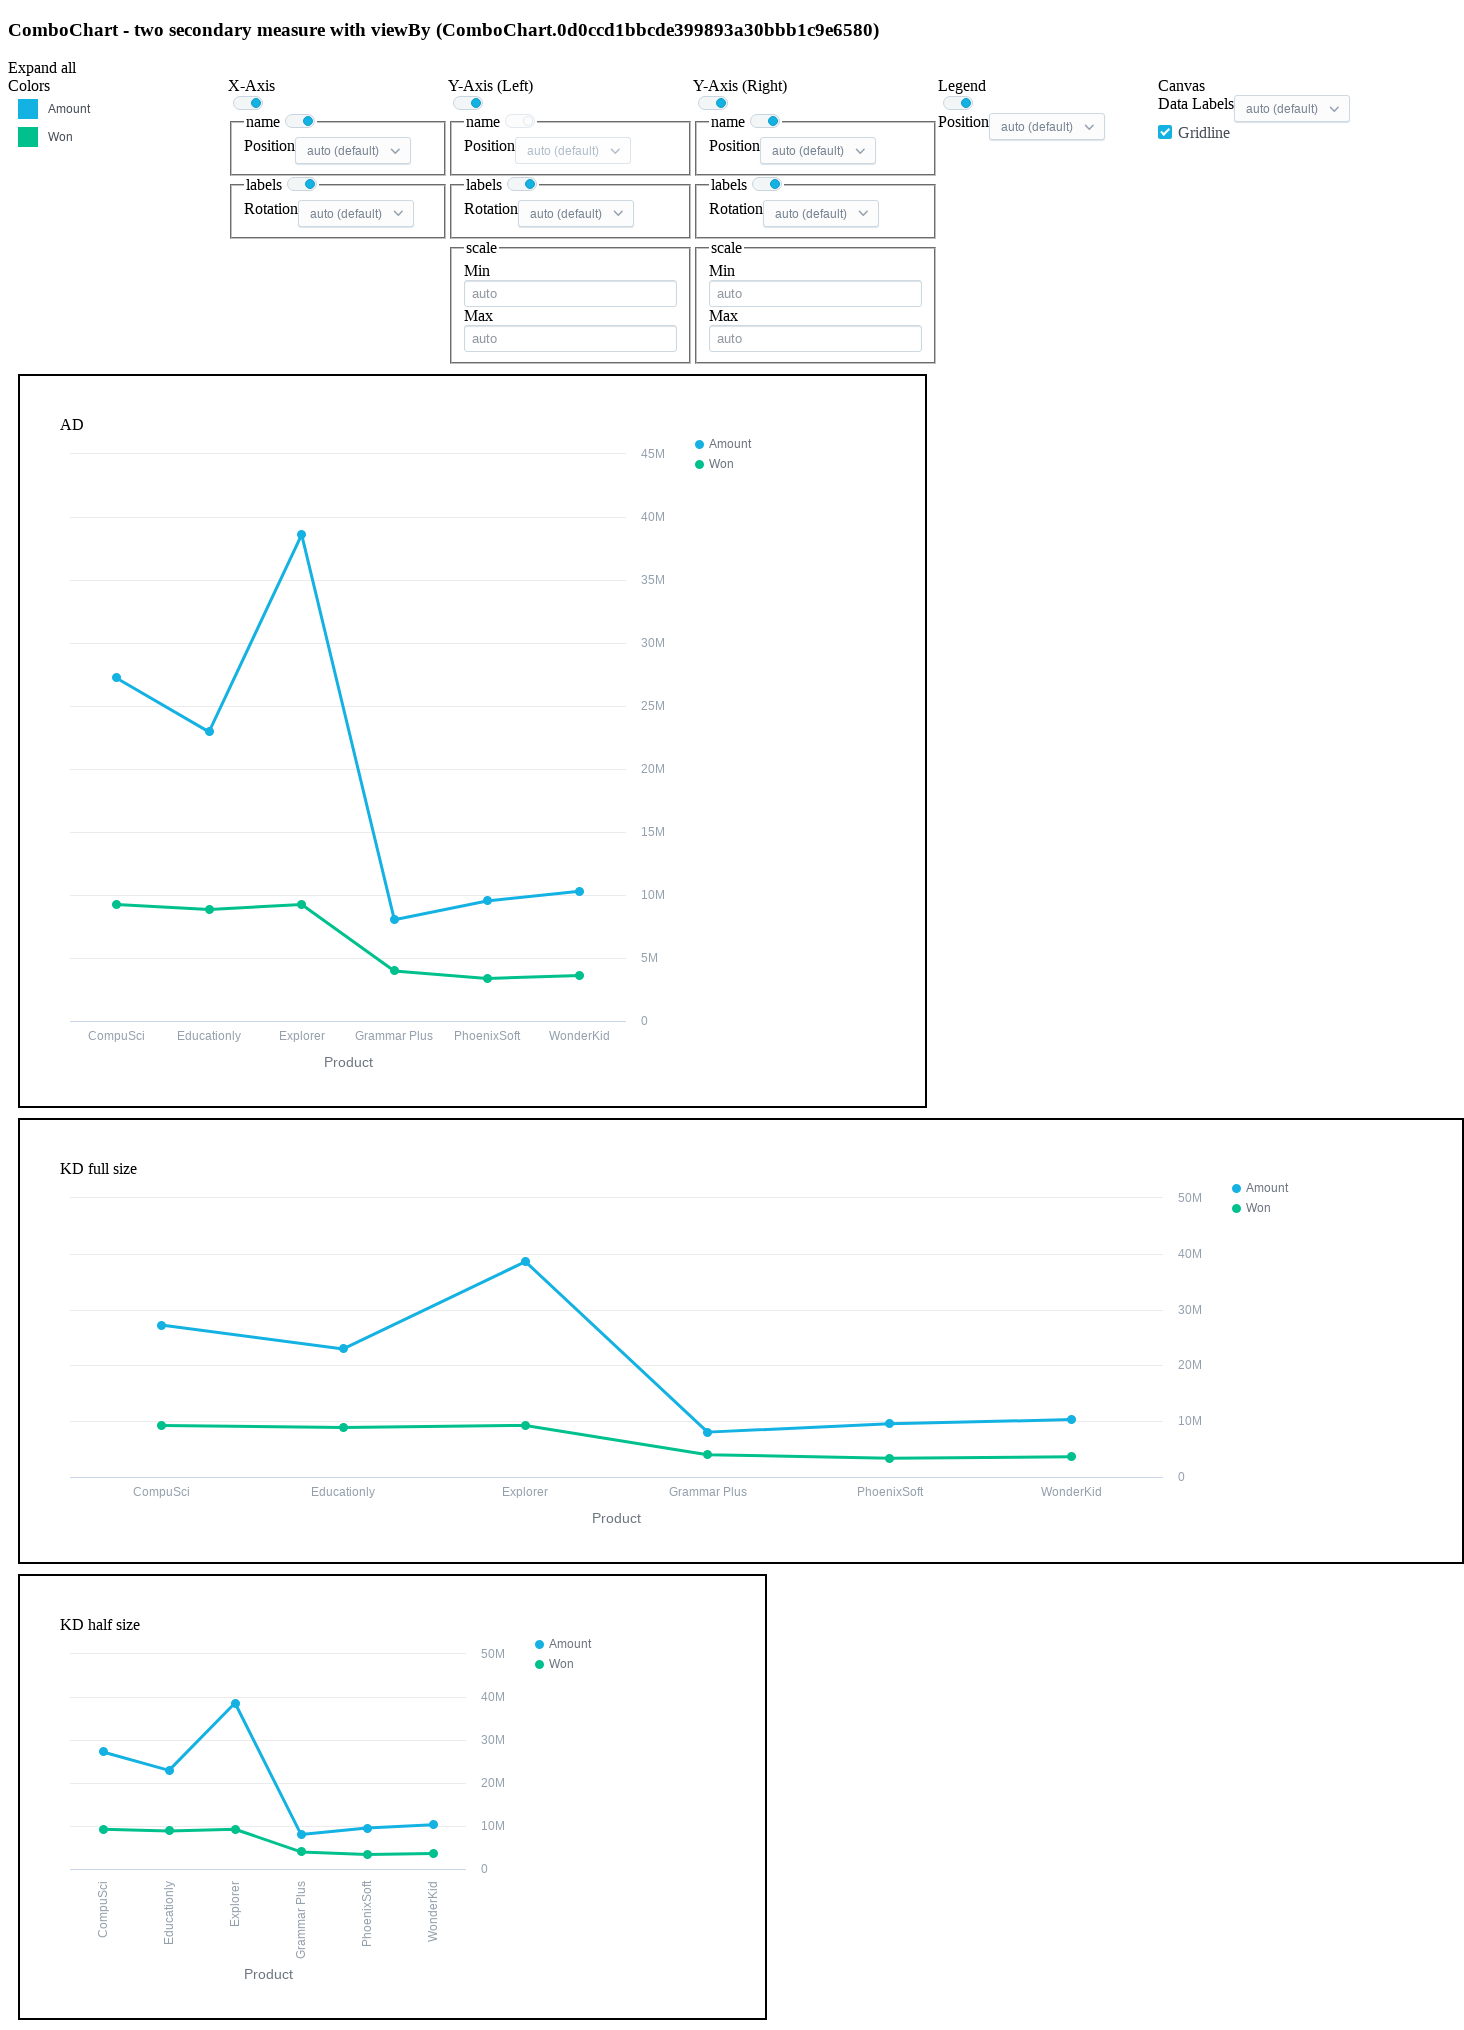 ComboChart - two secondary measure with viewBy (ComboChart.0d0ccd1bbcde399893a30bbb1c9e6580)
Expand all
Colors
Amount
Won
X-Axis
name
Position auto (default)
labels
Rotation auto (default)
Y-Axis (Left)
name
Position auto (default)
labels
Rotation auto (default)
scale
Min
auto
Max
auto
Y-Axis (Right)
name
Position auto (default)
labels
Rotation auto (default)
scale
Min
auto
Max
auto
Legend
Position auto (default)
Canvas
Data Labels auto (default)
Gridline
AD
45M
40M
35M
30M
25M
20M
15M
10M
5M
0
Amount
Won
CompuSci Educationly Explorer Grammar Plus PhoenixSoft WonderKid
Product
KD full size
50M
40M
30M
20M
10M
0
Amount
Won
CompuSci Educationly Explorer Grammar Plus PhoenixSoft WonderKid
Product
KD half size
50M
40M
30M
20M
10M
0
Amount
Won
CompuSci
Educationly
Explorer
Grammar Plus
PhoenixSoft
WonderKid
Product